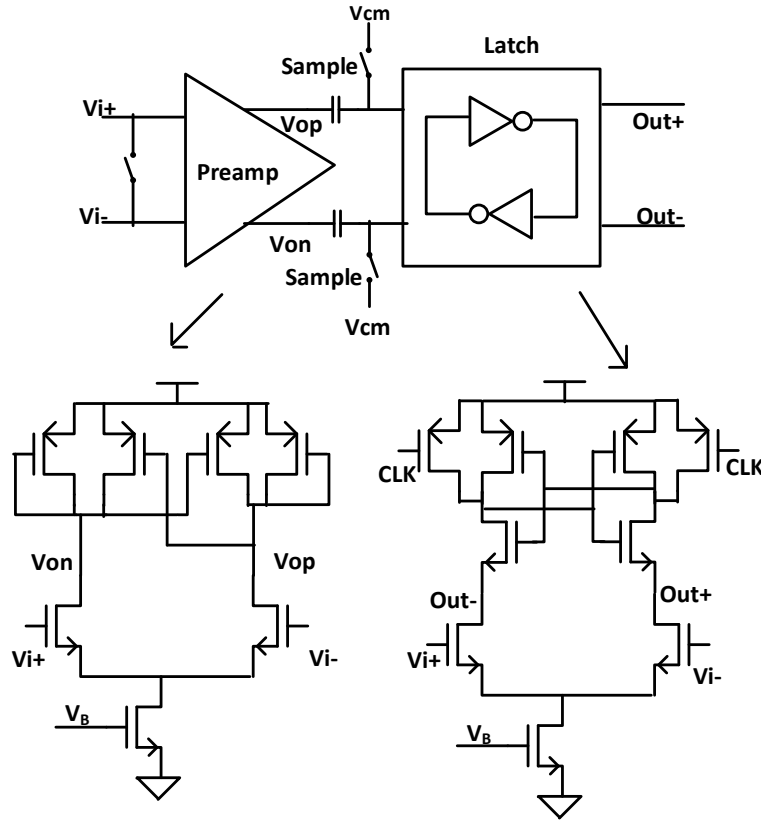 Vcm
Latch
Sample
Vi+
Vop
Out+
Preamp
Vi-
Von
Out-
Sample
Vcm
CLK
CLK
Von
Vop
Out-
Out+
Vi+
Vi-
Vi+
Vi-
VB
VB